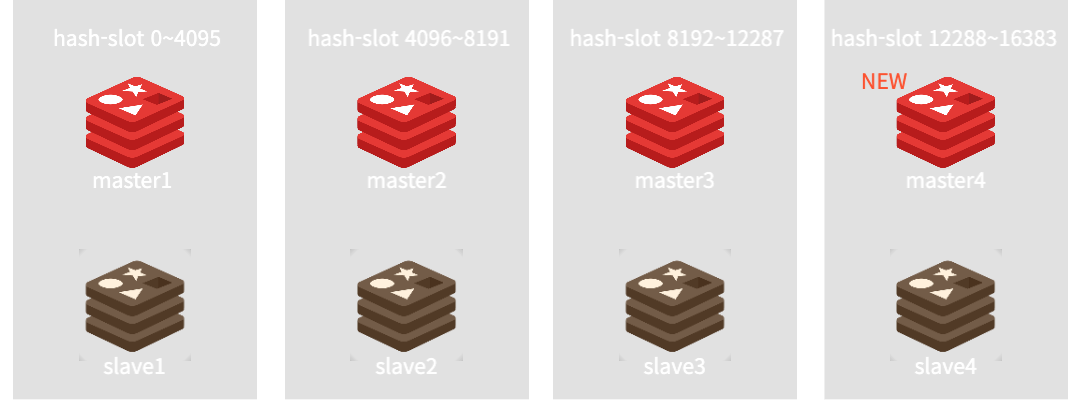 hash-slot 0~4095
hash-slot 4096~8191
hash-slot 8192~12287
hash-slot 12288~16383
NEW
master1
master2
master3
master4
slave1
slave2
slave3
slave4